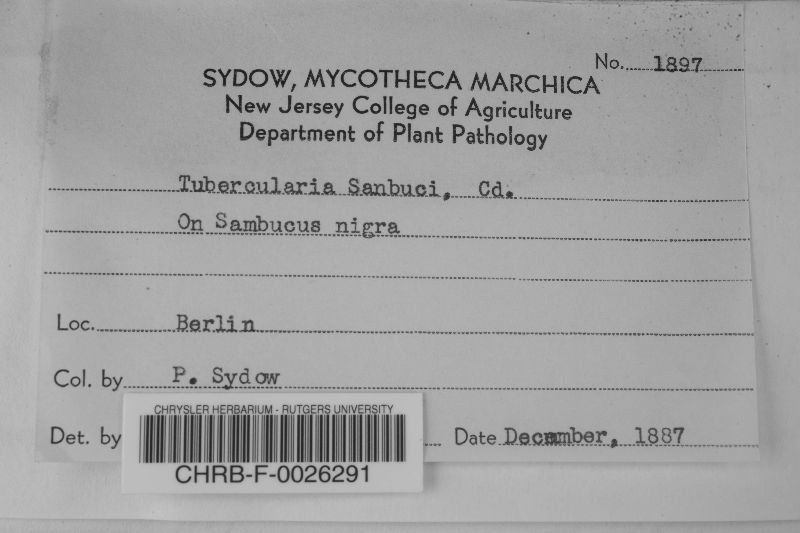 No. 1897
SYDOW, MYCOTHECA MARCHICA
New Jersey College of Agriculture
Department of Plant Pathology
Tubercularia Sanbuci, Cd.
On Sambucus nigra
Loc. Berlin
Col. by P. Sydow
Det. by
Date December, 1887
CHRYSLER HERBARIUM - RUTGERS UNIVERSITY
CHRB-F-0026291